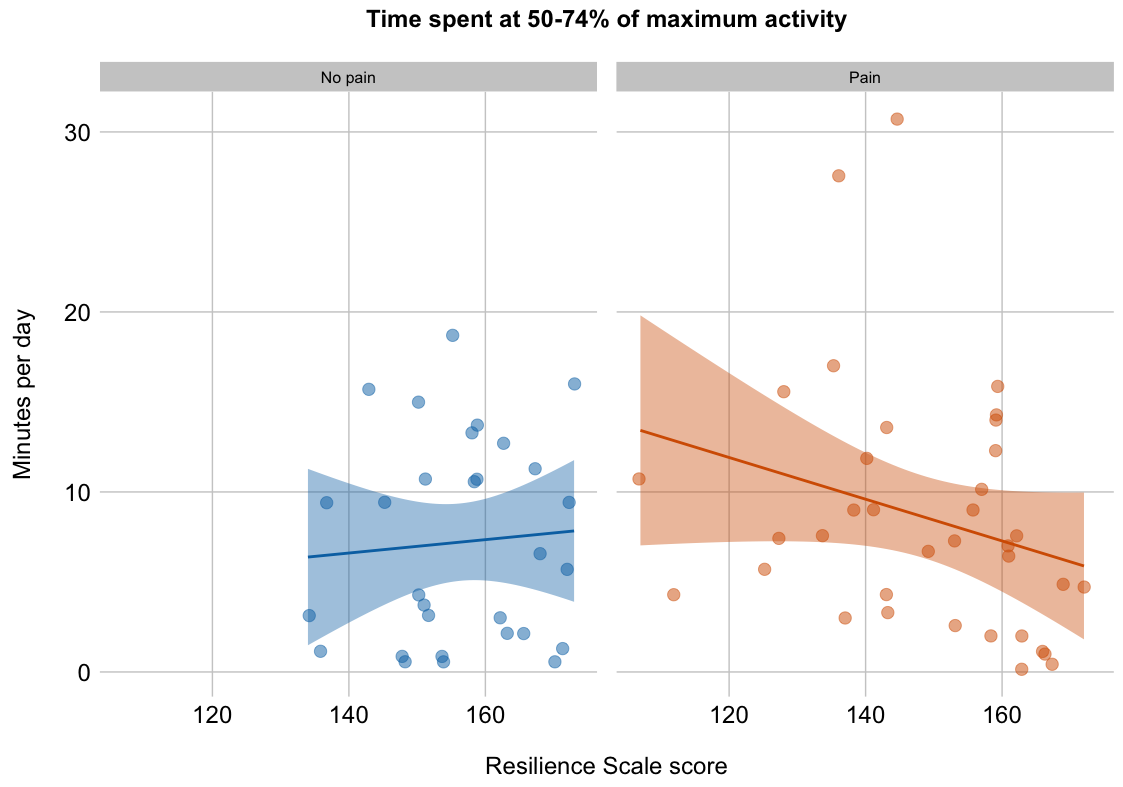 Time spent at 50-74% of maximum activity
No pain
Pain
30
20
10
0
Minutes per day
120 140 160
120 140 160
Resilience Scale score